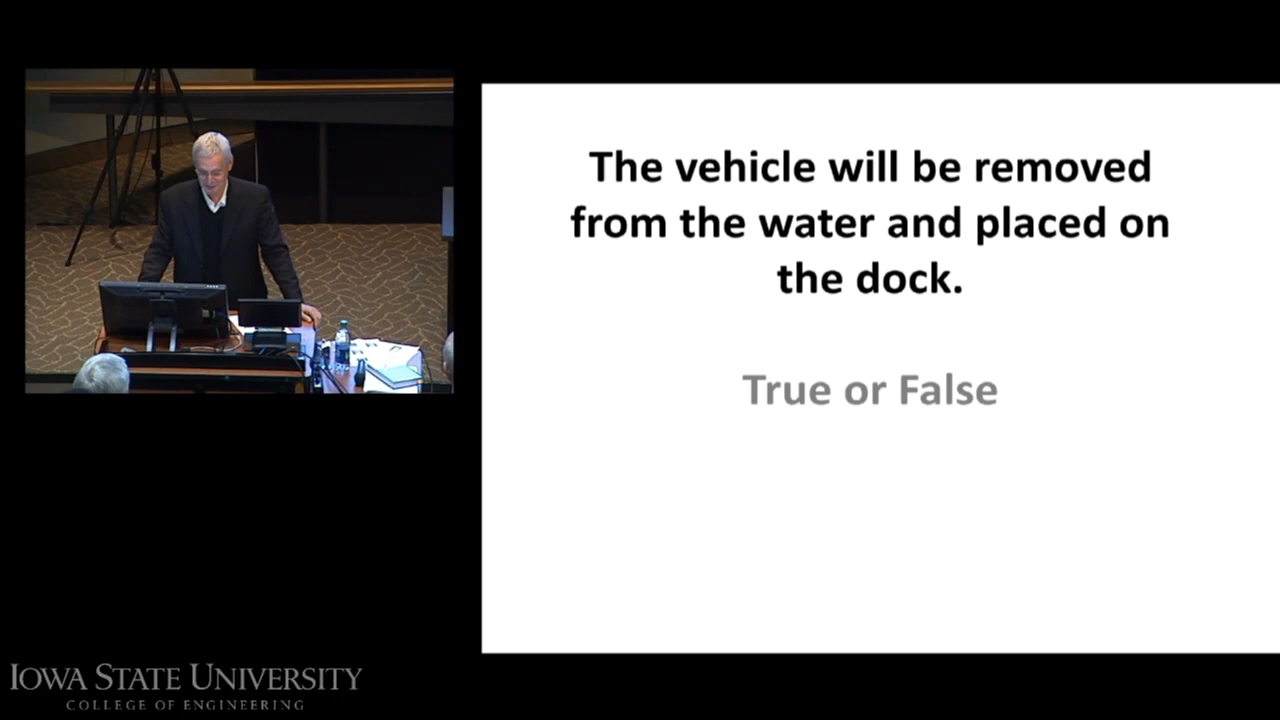 The vehicle will be removed
from the water and placed on
the dock.
True or False
IOWA STATE UNIVERSITY
COLLEGE OF ENGINEERING